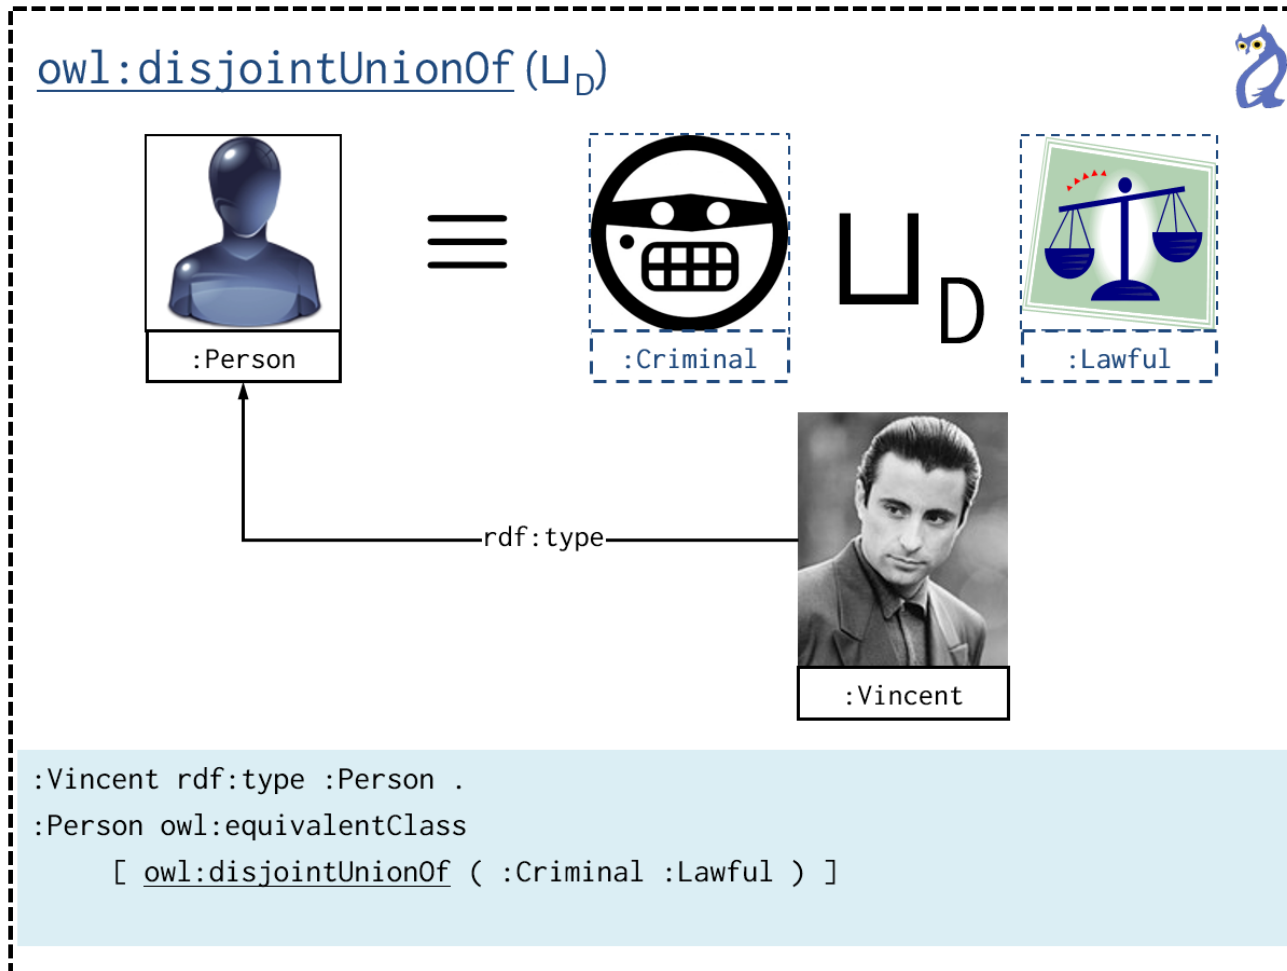 owl:disjointUnionOf (⊔D)
≡
⊔D
:Person
:Criminal
:Lawful
rdf:type
:Vincent
:Vincent rdf:type :Person .
:Person owl:equivalentClass
[ owl:disjointUnionOf ( :Criminal :Lawful ) ]